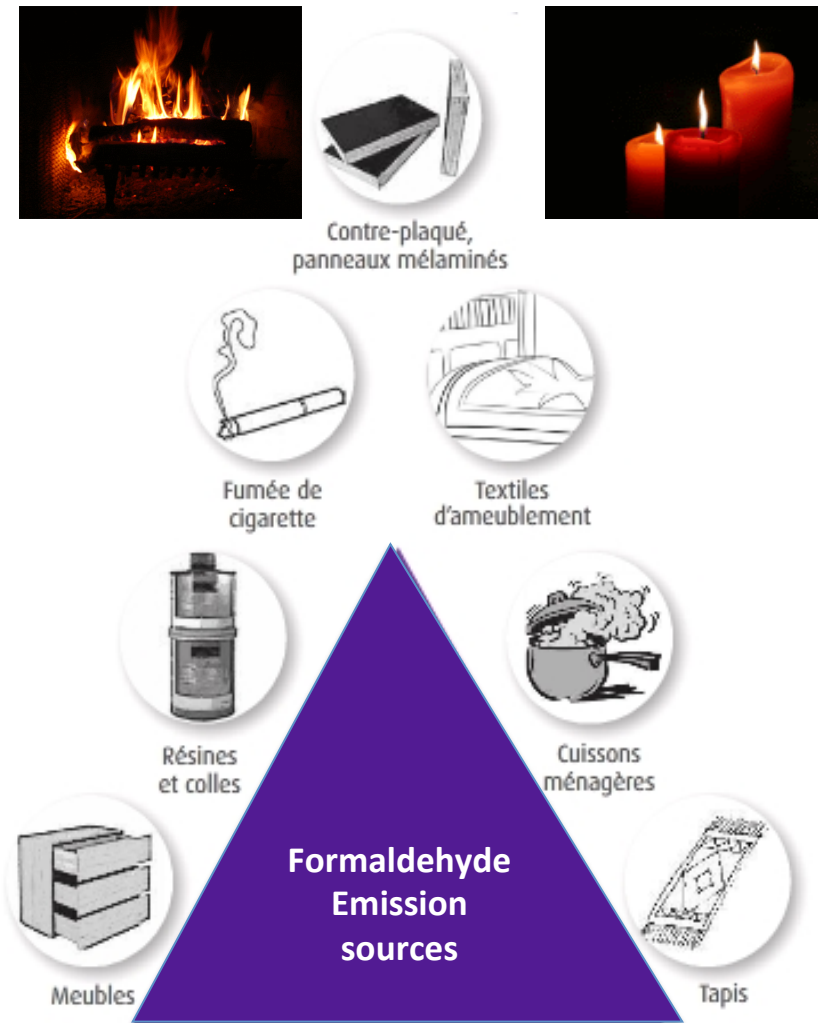 Contre-plaqué,
panneaux mélaminés
Fumée de
cigarette
Textiles
d'ameublement
Résines
et colles
Cuissons
ménagères
Formaldehyde
Emission
sources
Meubles
Tapis